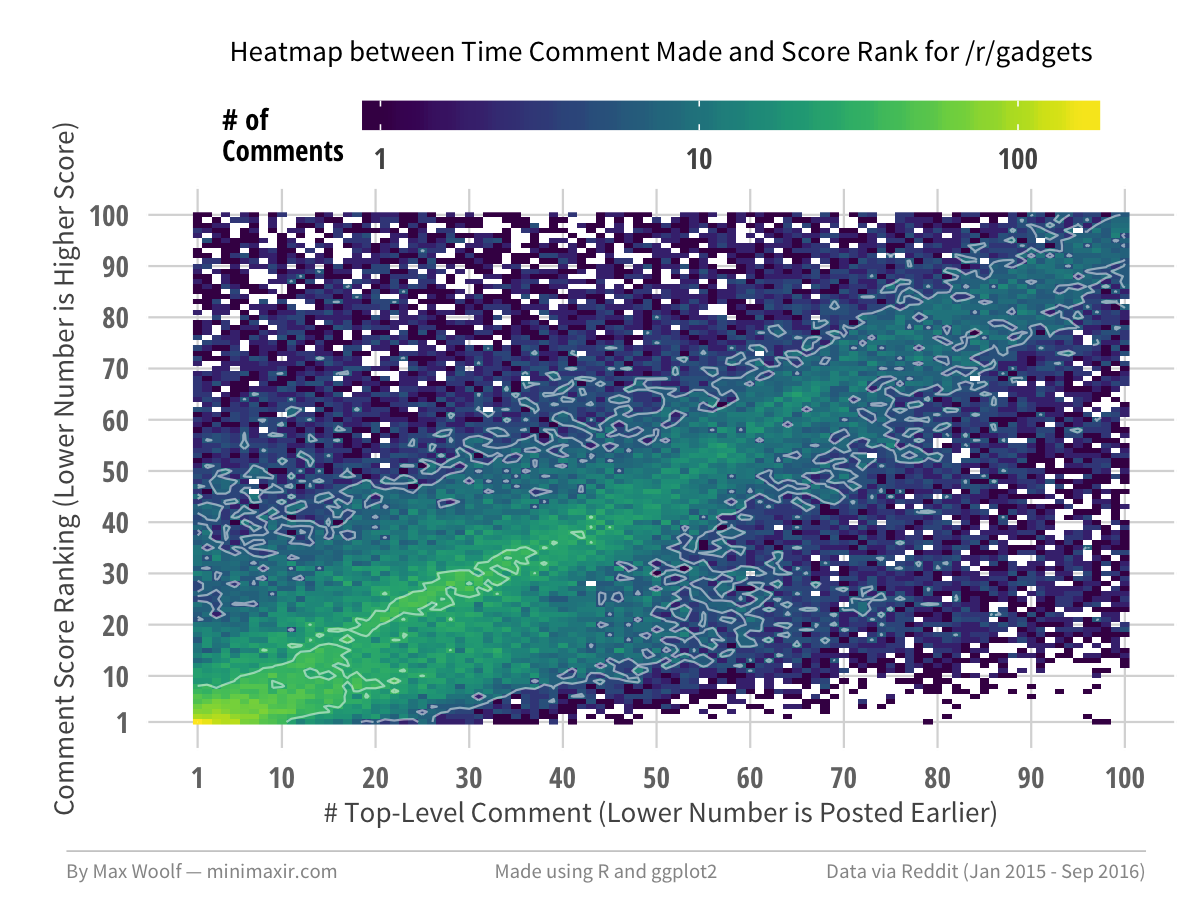 Heatmap between Time Comment Made and Score Rank for /r/gadgets
# of
Comments
1 10 100
Comment Score Ranking (Lower Number is Higher Score)
100
90
80
70
60
50
40
30
20
10
1
1 10 20 30 40 50 60 70 80 90 100
# Top-Level Comment (Lower Number is Posted Earlier)
By Max Woolf — minimaxir.com Made using R and ggplot2 Data via Reddit (Jan 2015 - Sep 2016)